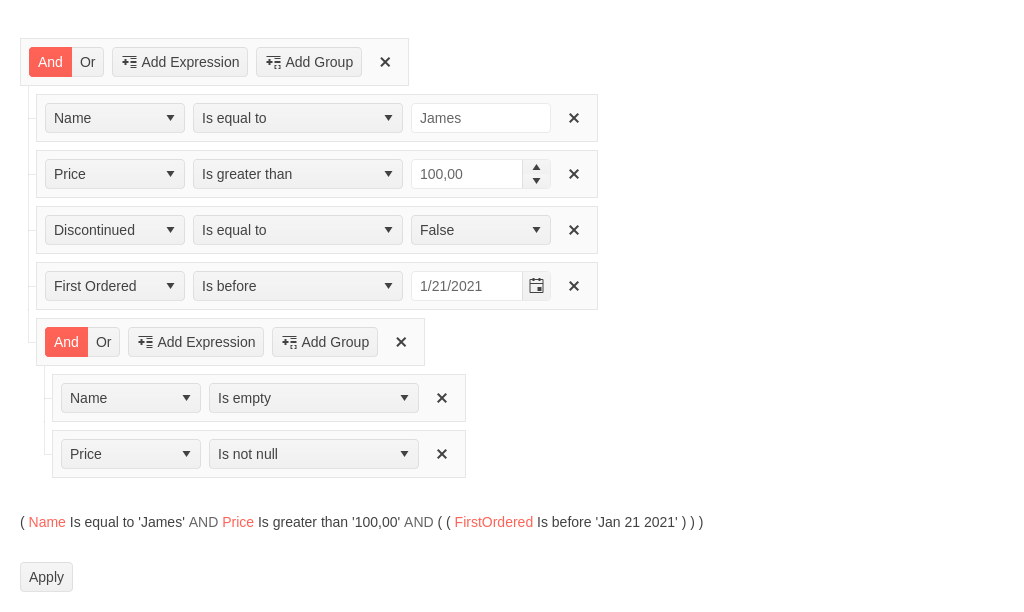 And Or Add Expression Add Group
Name Is equal to James
Price Is greater than 100,00
Discontinued Is equal to False
First Ordered Is before 1/21/2021
And Or Add Expression Add Group
Name Is empty
Price Is not null
( Name Is equal to 'James' AND Price Is greater than '100,00' AND ( ( FirstOrdered Is before 'Jan 21 2021' ) ) )
Apply